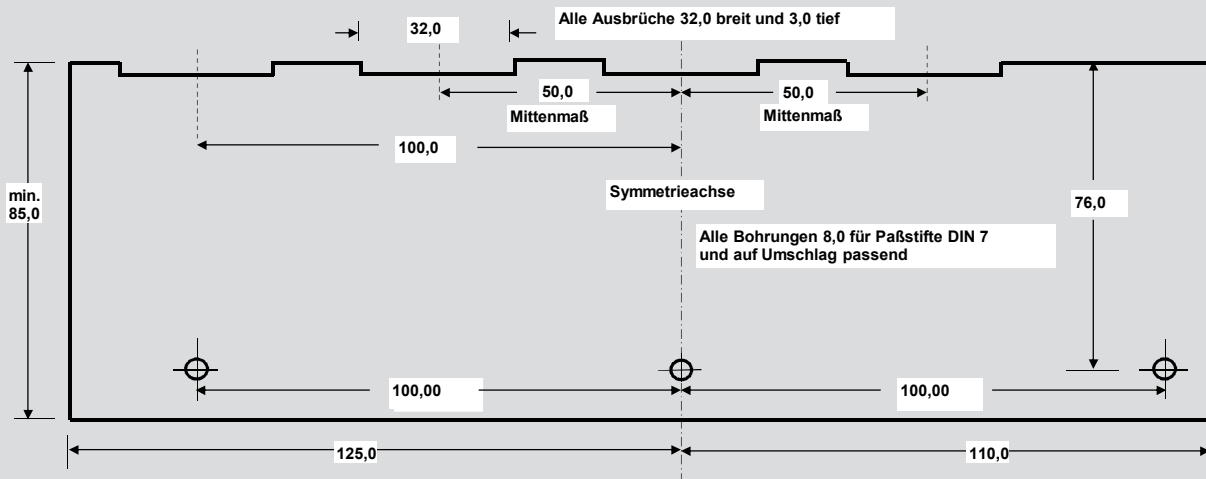 Alle Ausbrüche 32,0 breit und 3,0 tief
32,0
50,0
Mittenmaß
50,0
Mittenmaß
100,0
min.
85,0
Symmetrieachse
76,0
Alle Bohrungen 8,0 für Paßstifte DIN 7
und auf Umschlag passend
100,00
100,00
125,0
110,0